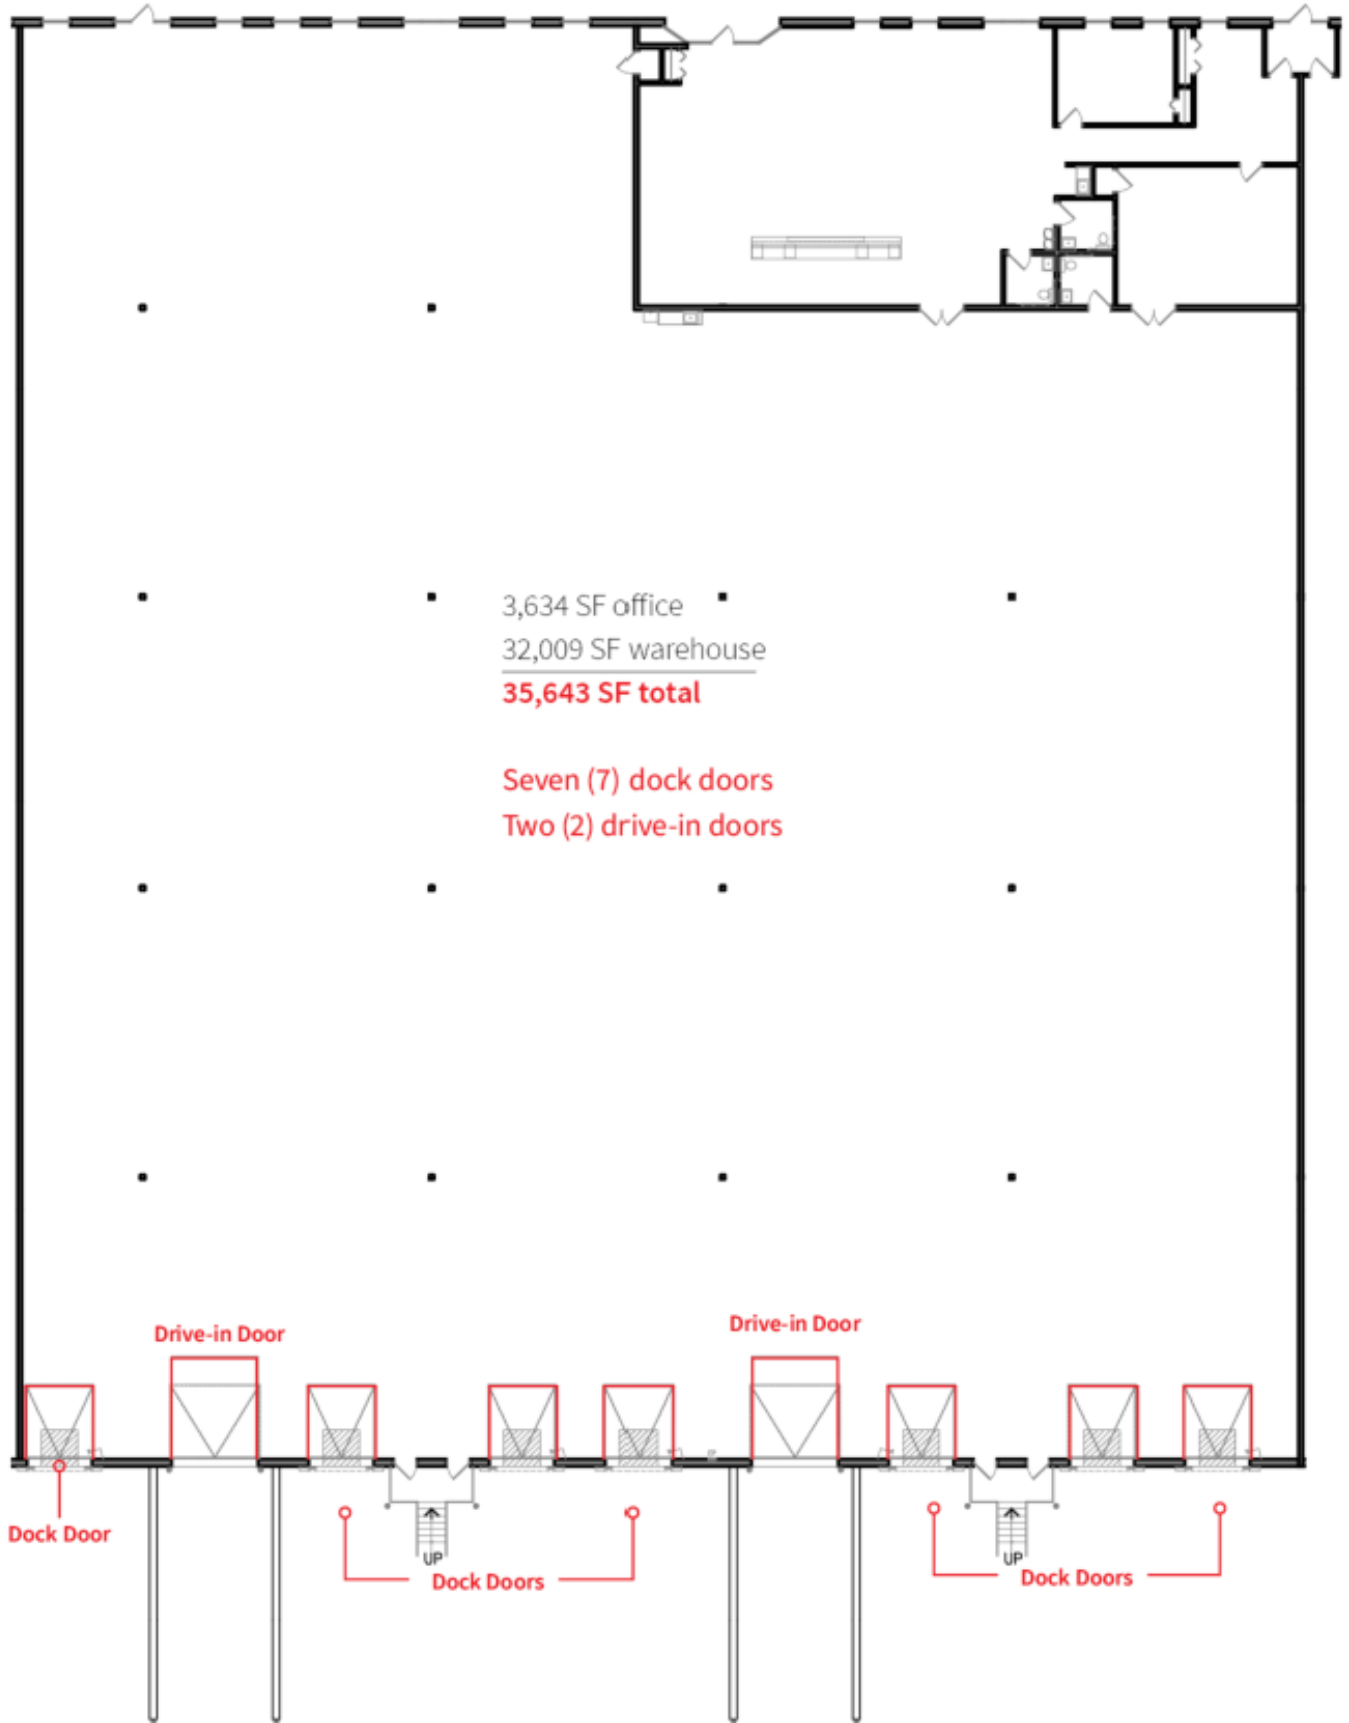 3,634 SF office
32,009 SF warehouse
35,643 SF total
Seven (7) dock doors
Two (2) drive-in doors
Drive-in Door
Drive-in Door
Dock Door
UP
UP
Dock Doors
Dock Doors